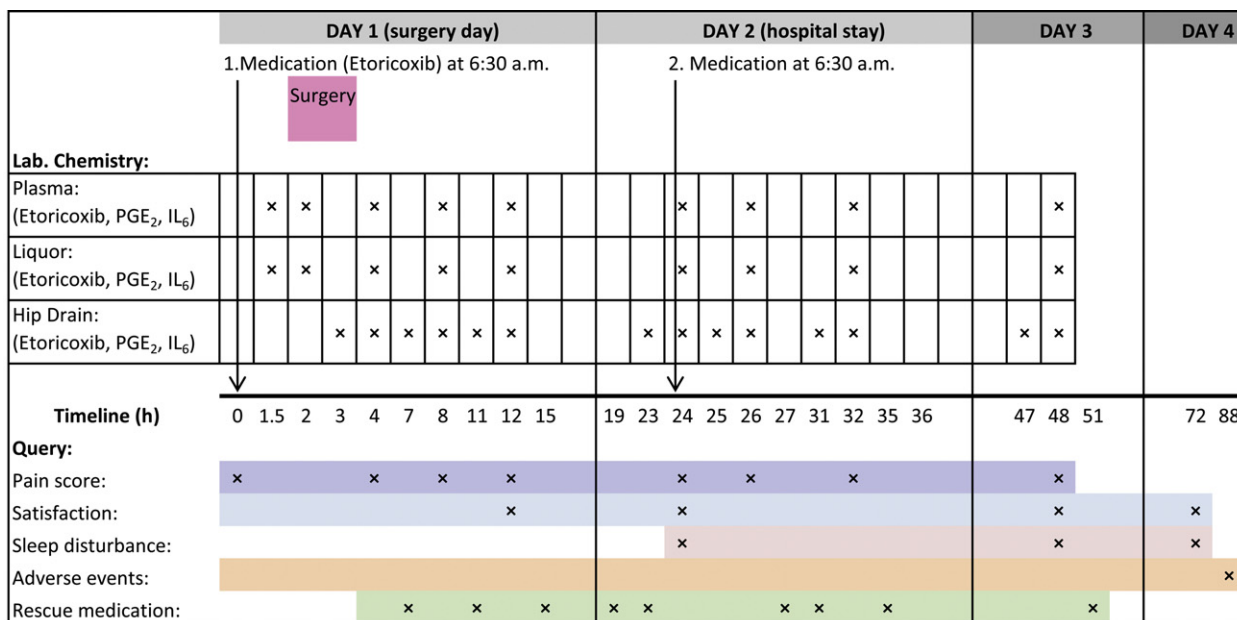 DAY 1 (surgery day) DAY 2 (hospital stay) DAY 3 DAY 4
1.Medication (Etoricoxib) at 6:30 a.m. 2. Medication at 6:30 a.m.
Surgery
Lab. Chemistry:
Plasma:
(Etoricoxib, PGE₂, IL₆) × × × × × × × × ×
Liquor:
(Etoricoxib, PGE₂, IL₆) × × × × × × × × ×
Hip Drain:
(Etoricoxib, PGE₂, IL₆) × × × × × × × × × × × × × ×
Timeline (h) 0 1.5 2 3 4 7 8 11 12 15 19 23 24 25 26 27 31 32 35 36 47 48 51 72 88
Query:
Pain score: × × × × × × × ×
Satisfaction: × × × ×
Sleep disturbance: × × ×
Adverse events: ×
Rescue medication: × × × × × × × × ×